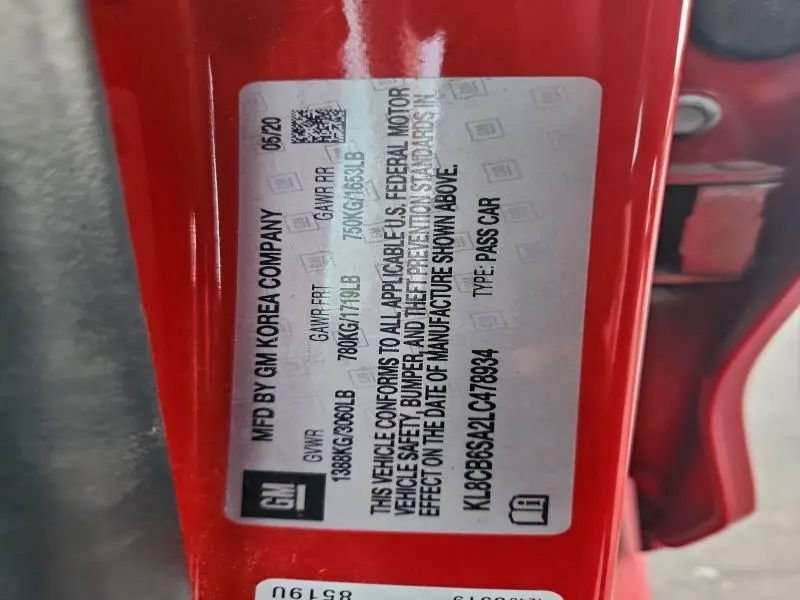 GM
MFD BY GM KOREA COMPANY 05/20
GVWR GAWR FRT GAWR RR
1388KG/3060LB 780KG/1719LB 750KG/1653LB
THIS VEHICLE CONFORMS TO ALL APPLICABLE U.S. FEDERAL MOTOR
VEHICLE SAFETY, BUMPER, AND THEFT PREVENTION STANDARDS IN
EFFECT ON THE DATE OF MANUFACTURE SHOWN ABOVE.
KL8CB6SA2LC478934 TYPE: PASS CAR
8519U